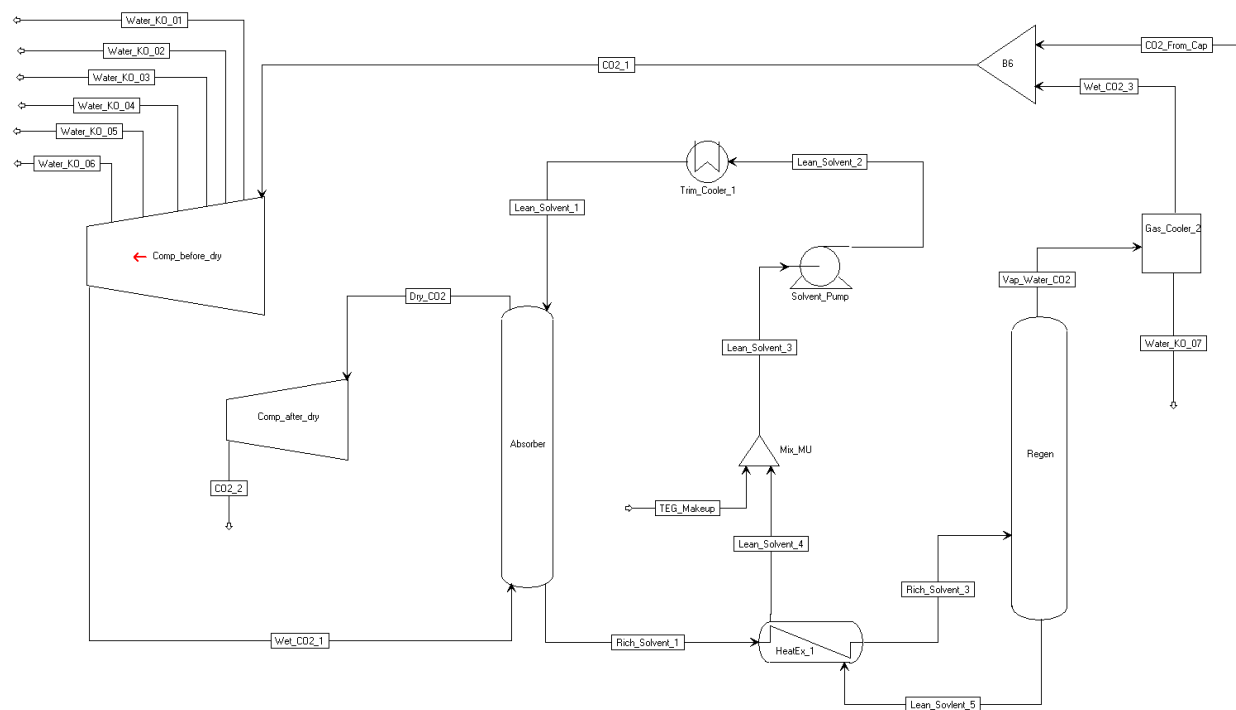 Water_KO_01
CO2_From_Cap
Water_KO_02
B6
CO2_1
Water_KO_03
Wet_CO2_3
Water_KO_04
Water_KO_05
Water_KO_06
Lean_Solvent_2
Trim_Cooler_1
Lean_Solvent_1
Gas_Cooler_2
Comp_before_dry
Vap_Water_CO2
Dry_CO2
Solvent_Pump
Lean_Solvent_3
Water_KO_07
Comp_after_dry
Absorber
Mix_MU
Regen
CO2_2
TEG_Makeup
Lean_Solvent_4
Rich_Solvent_3
Wet_CO2_1
Rich_Solvent_1
HeatEx_1
Lean_Sovlent_5